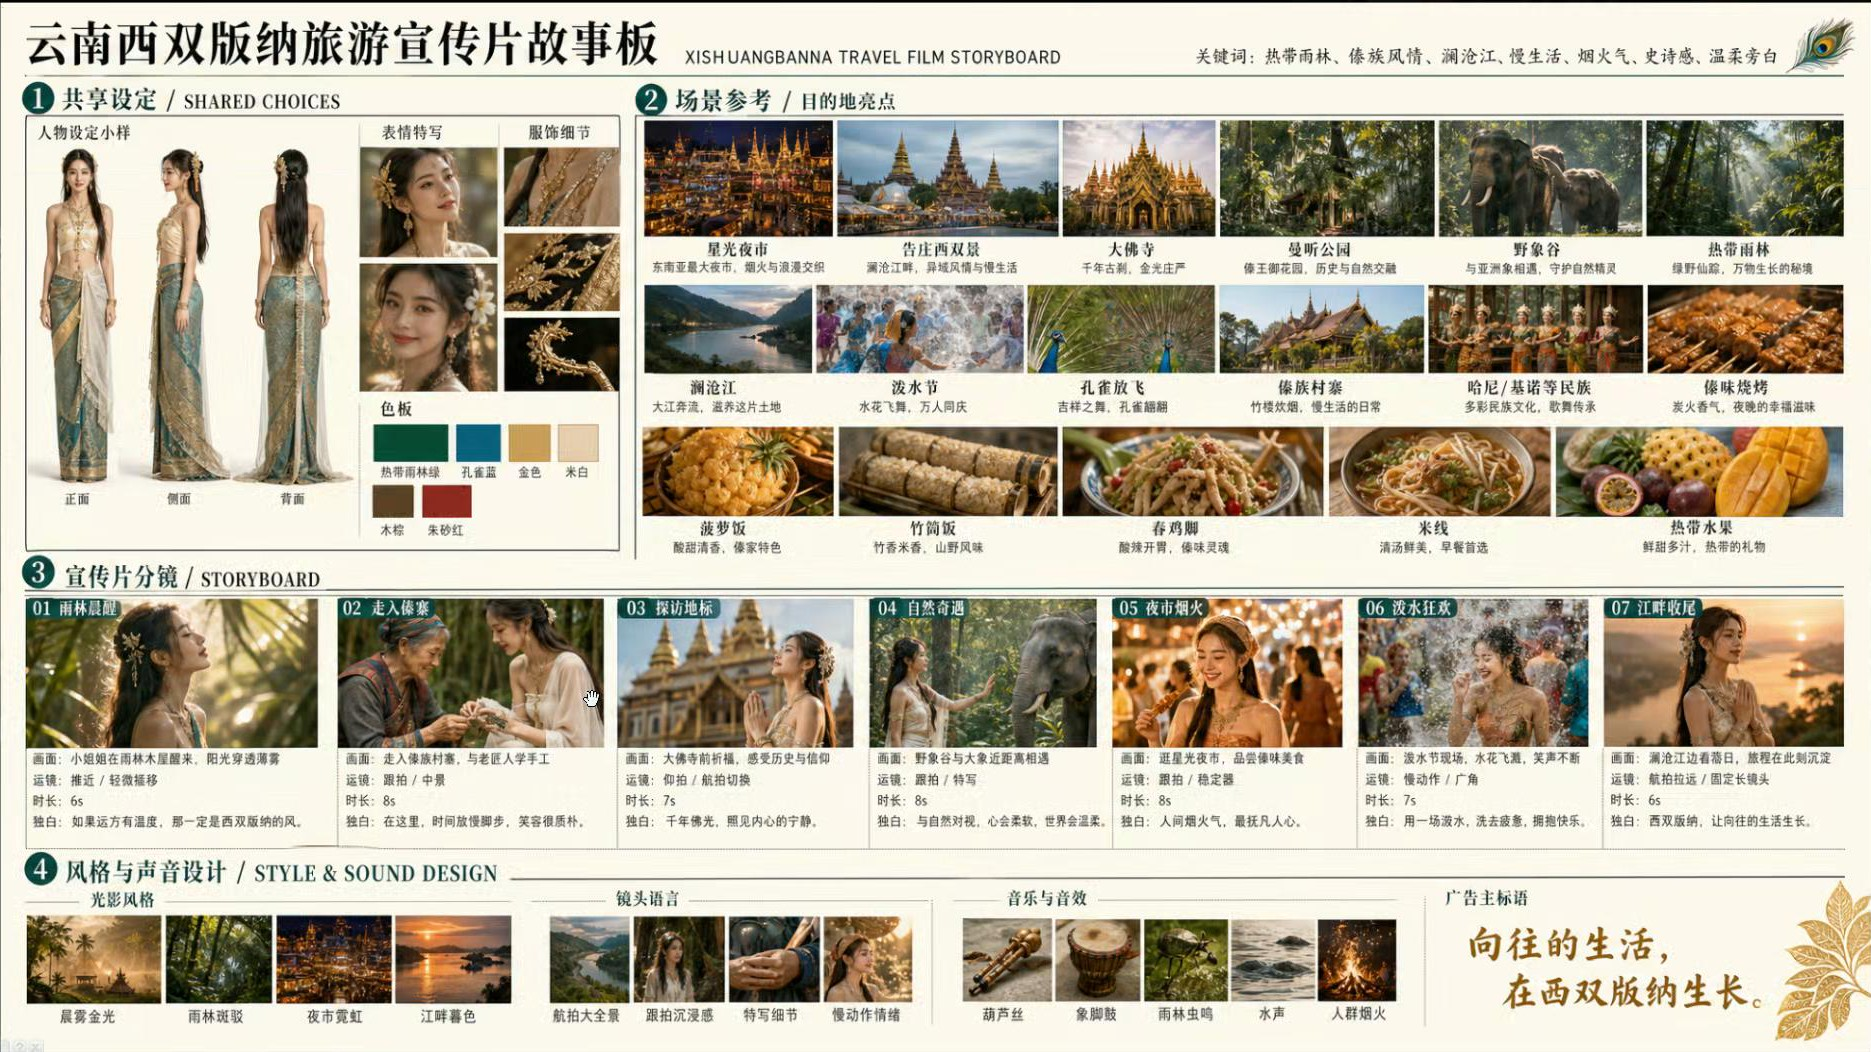 云南西双版纳旅游宣传片故事板
XISHUANGBANNA TRAVEL FILM STORYBOARD
关键词：热带雨林、傣族风情、澜沧江、慢生活、烟火气、史诗感、温柔旁白
1 共享设定 / SHARED CHOICES
人物设定小样
表情特写
服饰细节
正面
侧面
背面
色板
热带雨林绿
孔雀蓝
金色
米白
木棕
朱砂红
2 场景参考 / 目的地亮点
星光夜市
东南亚最大夜市，烟火与浪漫交织
告庄西双景
澜沧江畔，异域风情与慢生活
大佛寺
千年古刹，金光庄严
曼听公园
傣王御花园，历史与自然交融
野象谷
与亚洲象相遇，守护自然精灵
热带雨林
绿野仙踪，万物生长的秘境
澜沧江
大江奔流，滋养这片土地
泼水节
水花飞舞，万人同庆
孔雀放飞
吉祥之舞，孔雀翩翩
傣族村寨
竹楼炊烟，慢生活的日常
哈尼/基诺等民族
多彩民族文化，歌舞传承
傣味烧烤
炭火香气，夜晚的幸福滋味
菠萝饭
酸甜清香，傣家特色
竹筒饭
竹香米香，山野风味
舂鸡脚
酸辣开胃，傣味灵魂
米线
清汤鲜美，早餐首选
热带水果
鲜甜多汁，热带的礼物
3 宣传片分镜 / STORYBOARD
01 雨林晨醒
画面：小姐姐在雨林木屋醒来，阳光穿透薄雾
运镜：推近 / 轻微摇移
时长：6s
独白：如果远方有温度，那一定是西双版纳的风。
02 走入傣寨
画面：走入傣族村寨，与老匠人学手工
运镜：跟拍 / 中景
时长：8s
独白：在这里，时间放慢脚步，笑容很质朴。
03 探访地标
画面：大佛寺前祈福，感受历史与信仰
运镜：仰拍 / 航拍切换
时长：7s
独白：千年佛光，照见内心的宁静。
04 自然奇遇
画面：野象谷与大象近距离相遇
运镜：跟拍 / 特写
时长：8s
独白：与自然对视，心会柔软，世界会温柔。
05 夜市烟火
画面：逛星光夜市，品尝傣味美食
运镜：跟拍 / 稳定器
时长：8s
独白：人间烟火气，最抚凡人心。
06 泼水狂欢
画面：泼水节现场，水花飞溅，笑声不断
运镜：慢动作 / 广角
时长：7s
独白：用一场泼水，洗去疲惫，拥抱快乐。
07 江畔收尾
画面：澜沧江边看落日，旅程在此刻沉淀
运镜：航拍拉远 / 固定长镜头
时长：6s
独白：西双版纳，让向往的生活生长。
4 风格与声音设计 / STYLE & SOUND DESIGN
光影风格
晨雾金光
雨林斑驳
夜市霓虹
江畔暮色
镜头语言
航拍大全景
跟拍沉浸感
特写细节
慢动作情绪
音乐与音效
葫芦丝
象脚鼓
雨林虫鸣
水声
人群烟火
广告主标语
向往的生活，
在西双版纳生长。